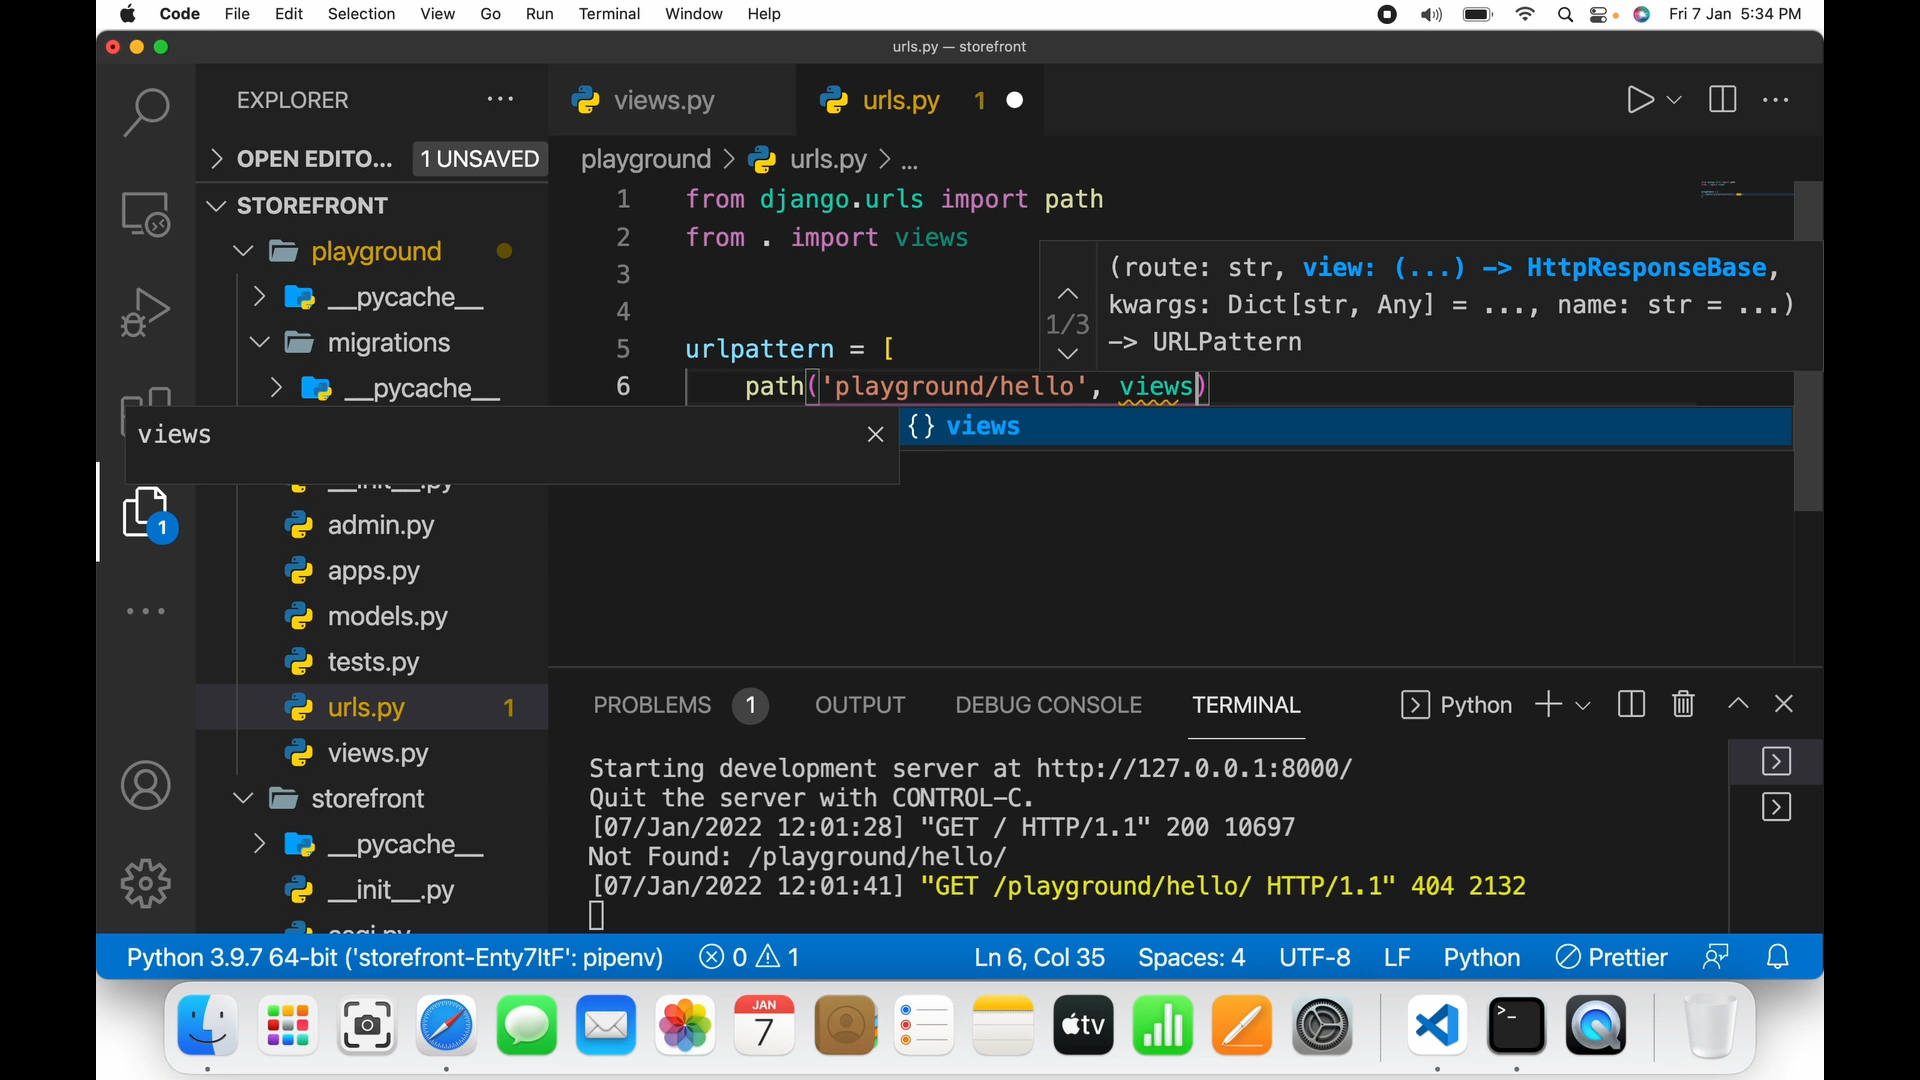 Code File Edit Selection View Go Run Terminal Window Help Fri 7 Jan 5:34 PM
urls.py — storefront
EXPLORER
OPEN EDITO... 1 UNSAVED
STOREFRONT
playground
__pycache__
migrations
__pycache__
views
admin.py
apps.py
models.py
tests.py
urls.py 1
views.py
storefront
__pycache__
__init__.py
1
views.py urls.py 1
playground > urls.py > ...
1 from django.urls import path
2 from . import views
3
4
5 urlpattern = [
6 path('playground/hello', views)
1/3
(route: str, view: (...) -> HttpResponseBase,
kwargs: Dict[str, Any] = ..., name: str = ...)
-> URLPattern
{} views
PROBLEMS 1 OUTPUT DEBUG CONSOLE TERMINAL Python
Starting development server at http://127.0.0.1:8000/
Quit the server with CONTROL-C.
[07/Jan/2022 12:01:28] "GET / HTTP/1.1" 200 10697
Not Found: /playground/hello/
[07/Jan/2022 12:01:41] "GET /playground/hello/ HTTP/1.1" 404 2132
Python 3.9.7 64-bit ('storefront-Enty7ItF': pipenv) 0 1 Ln 6, Col 35 Spaces: 4 UTF-8 LF Python Prettier
JAN
7
tv